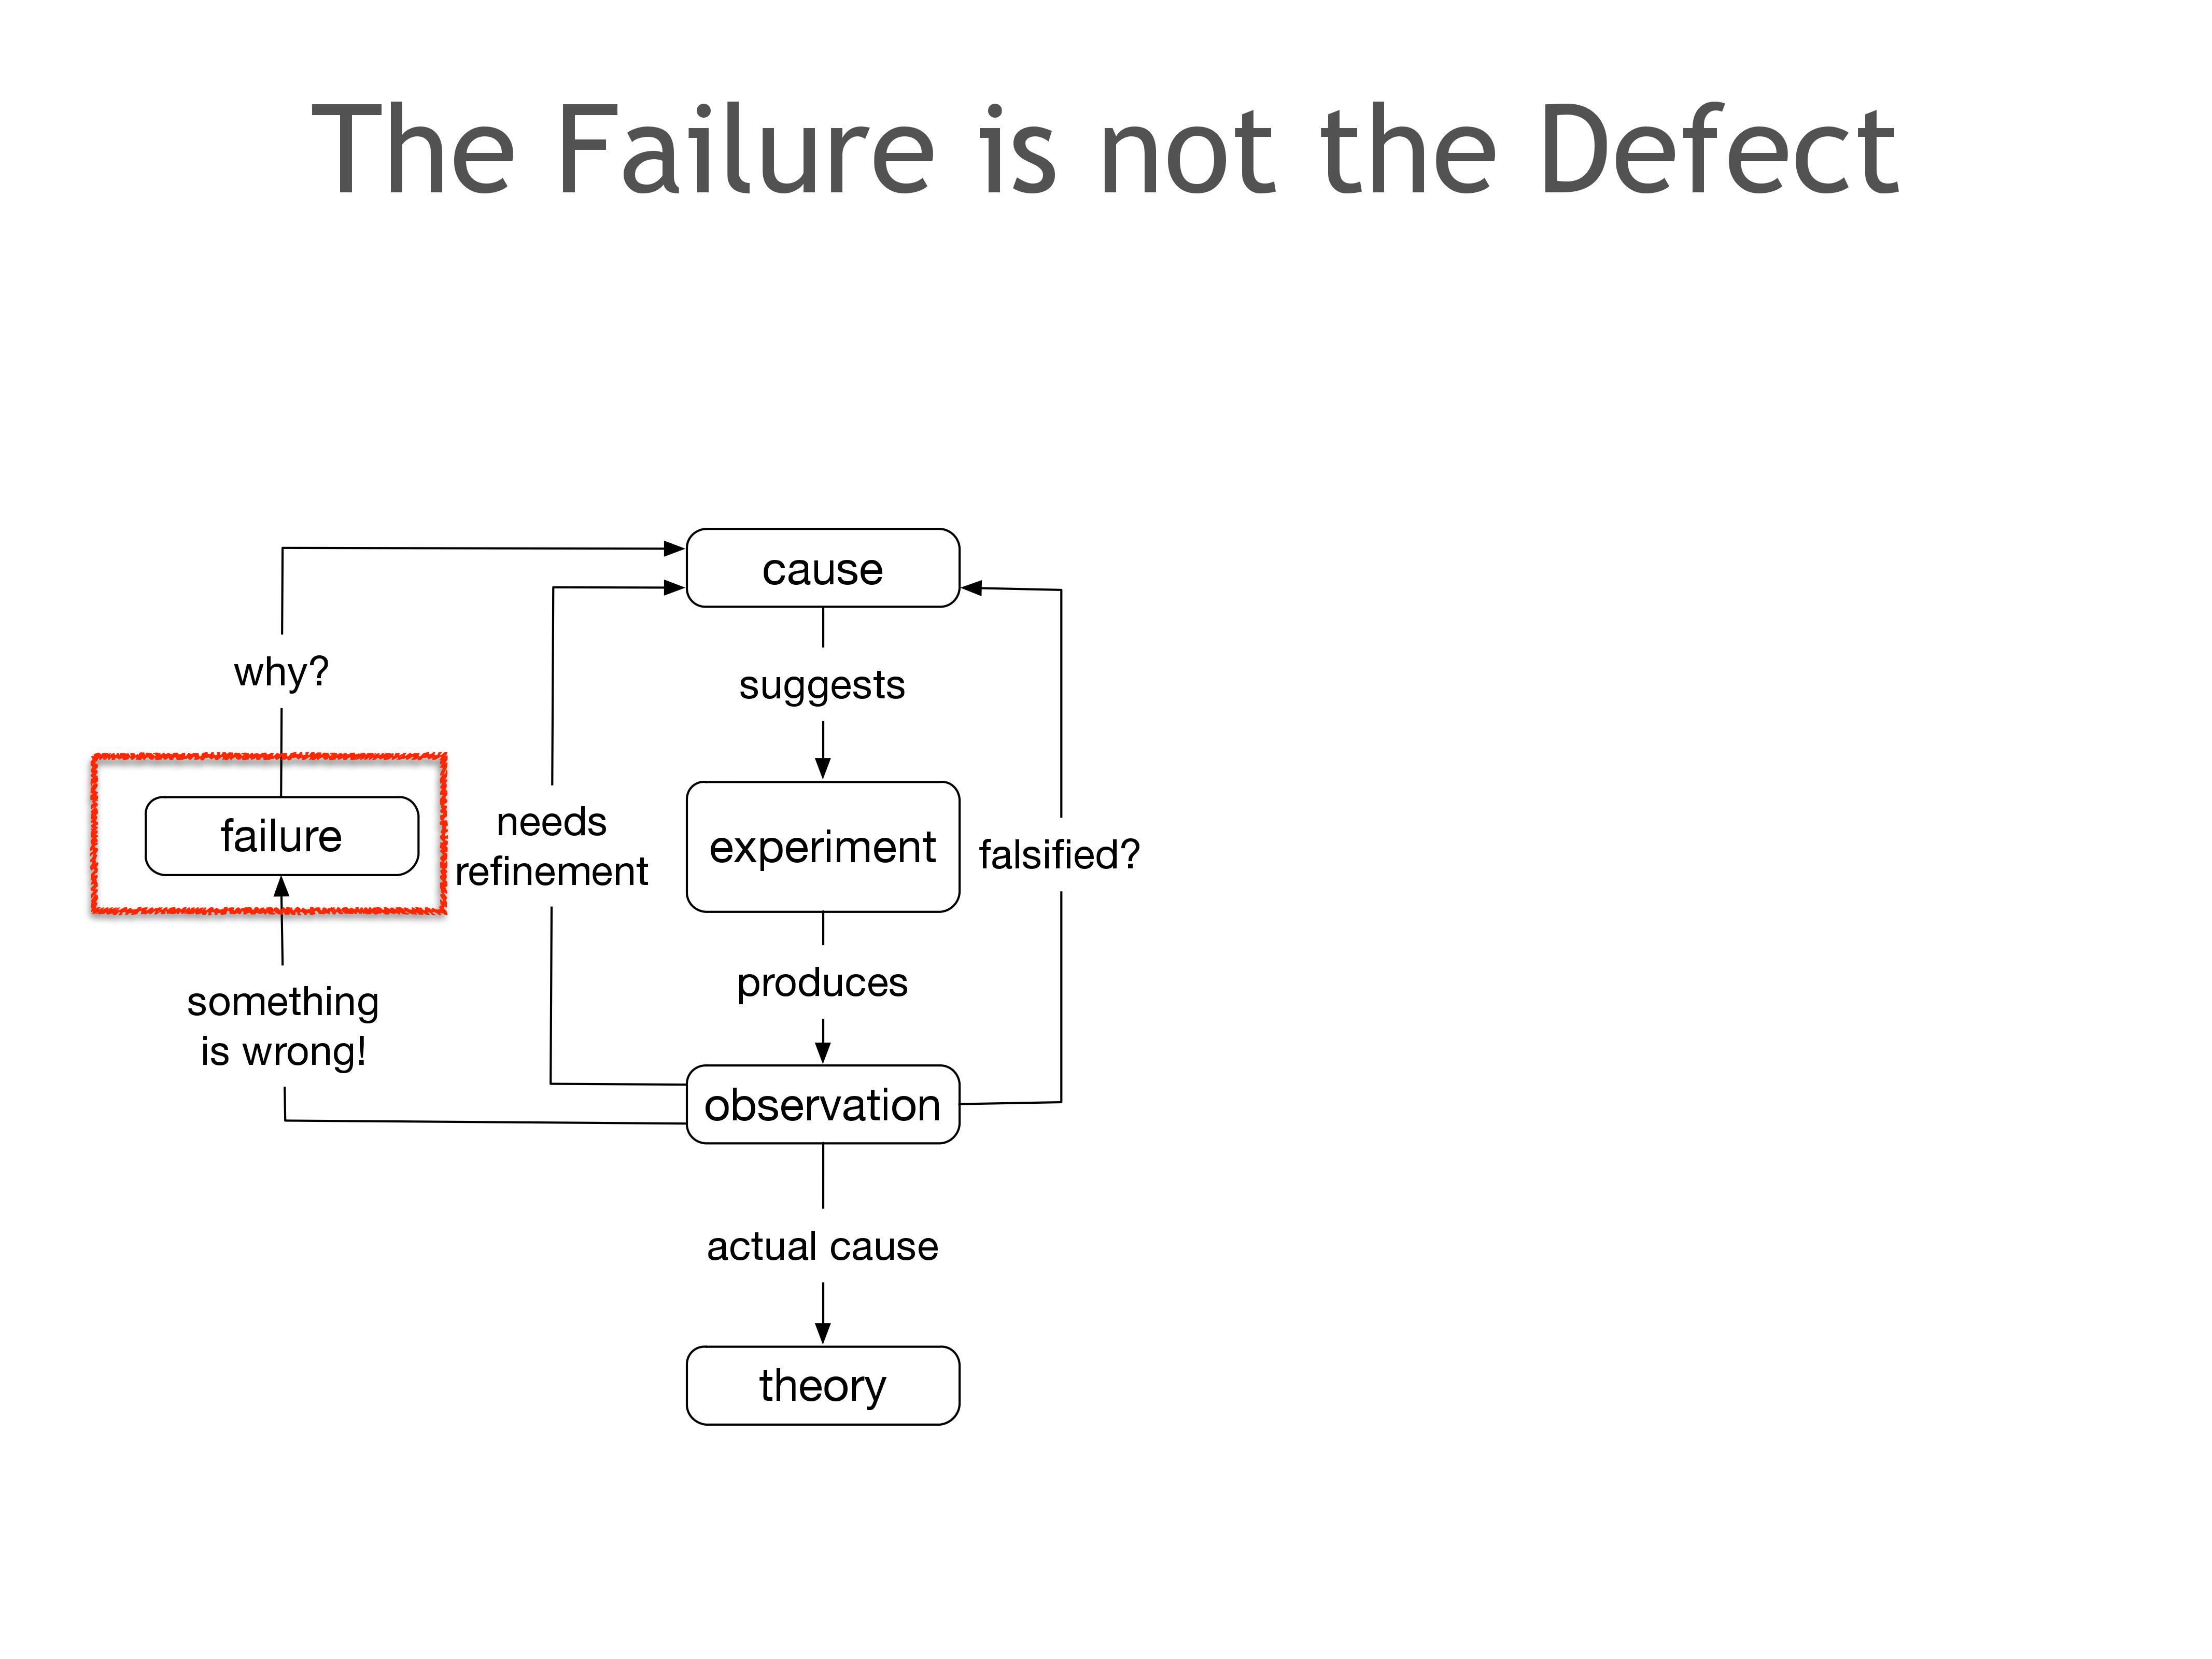 The Failure is not the Defect
cause
why?
suggests
failure
needs
refinement
experiment
falsified?
something
is wrong!
produces
observation
actual cause
theory